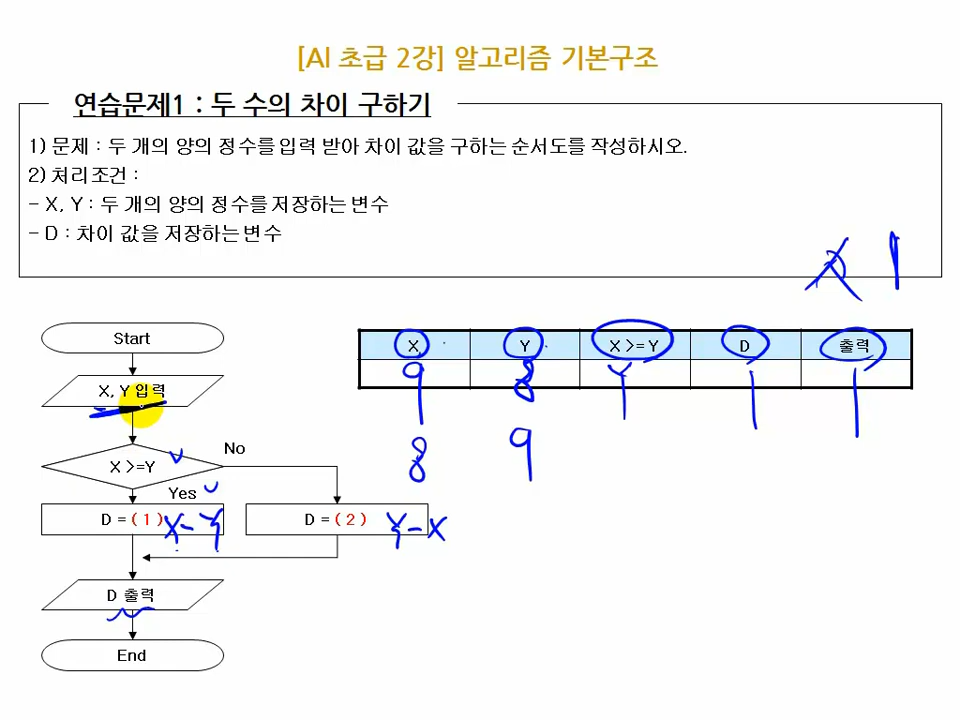 [AI 초급 2강] 알고리즘 기본구조
연습문제1 : 두 수의 차이 구하기
1) 문제 : 두 개의 양의 정수를 입력 받아 차이 값을 구하는 순서도를 작성하시오.
2) 처리조건 :
- X, Y : 두 개의 양의 정수를 저장하는 변수
- D : 차이 값을 저장하는 변수
Start
X, Y 입력
X >=Y
No
Yes
D = ( 1 ) X-Y
D = ( 2 ) Y-X
D 출력
End
X Y X >= Y D 출력
9 8 Y 1 1
8 9